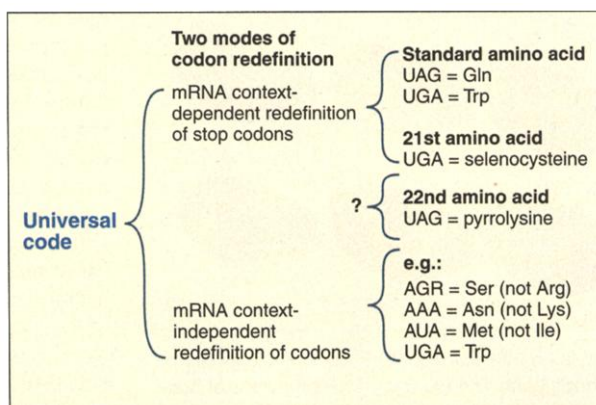 Two modes of
codon redefinition
mRNA context-
dependent redefinition
of stop codons
Standard amino acid
UAG = Gln
UGA = Trp
21st amino acid
UGA = selenocysteine
?
22nd amino acid
UAG = pyrrolysine
Universal
code
mRNA context-
independent
redefinition of codons
e.g.:
AGR = Ser (not Arg)
AAA = Asn (not Lys)
AUA = Met (not Ile)
UGA = Trp